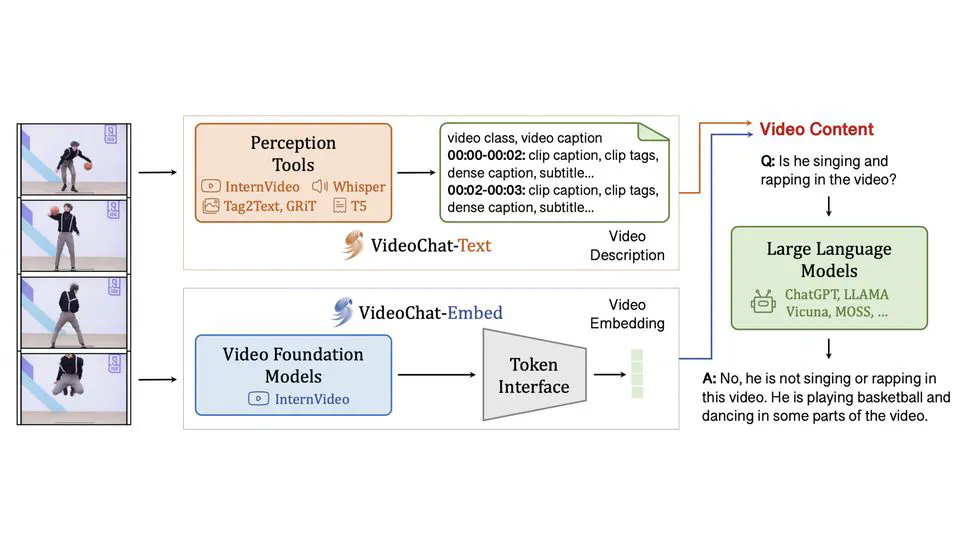 Perception
Tools
InternVideo
Whisper
Tag2Text, GRiT
T5
video class, video caption
00:00-00:02: clip caption, clip tags,
dense caption, subtitle...
00:02-00:03: clip caption, clip tags,
dense caption, subtitle...
VideoChat-Text
Video
Description
VideoChat-Embed
Video
Embedding
Video Foundation
Models
InternVideo
Token
Interface
Video Content
Q: Is he singing and
rapping in the video?
Large Language
Models
ChatGPT, LLAMA
Vicuna, MOSS, ...
A: No, he is not singing or rapping in
this video. He is playing basketball and
dancing in some parts of the video.